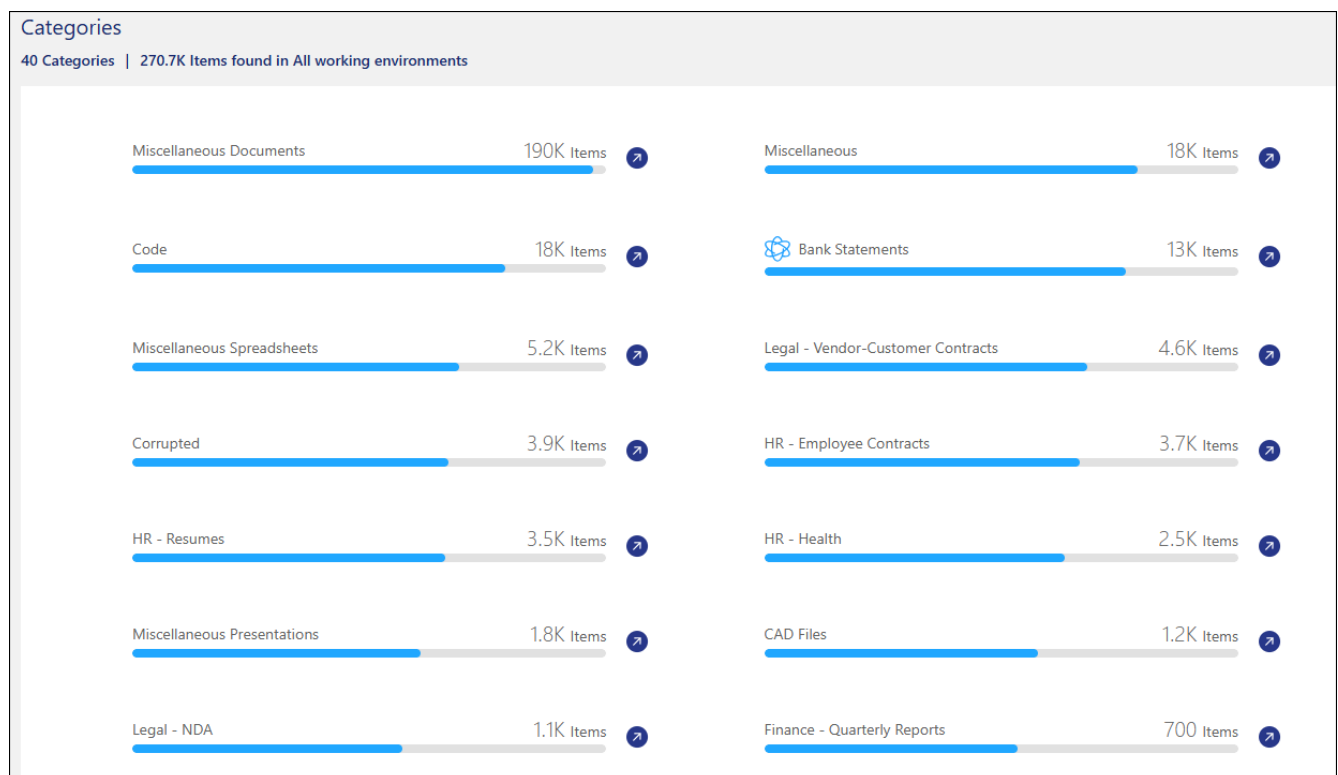 Categories
40 Categories | 270.7K Items found in All working environments
Miscellaneous Documents 190K Items
Miscellaneous 18K Items
Code 18K Items
Bank Statements 13K Items
Miscellaneous Spreadsheets 5.2K Items
Legal - Vendor-Customer Contracts 4.6K Items
Corrupted 3.9K Items
HR - Employee Contracts 3.7K Items
HR - Resumes 3.5K Items
HR - Health 2.5K Items
Miscellaneous Presentations 1.8K Items
CAD Files 1.2K Items
Legal - NDA 1.1K Items
Finance - Quarterly Reports 700 Items